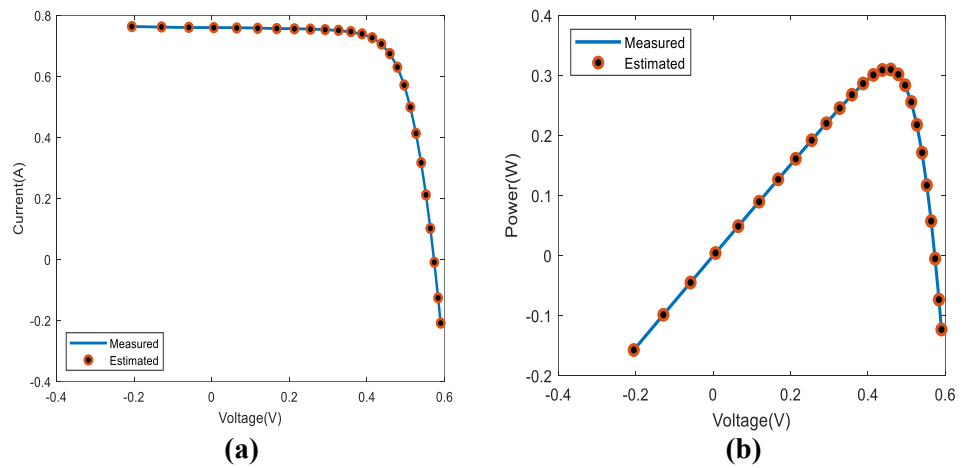 0.8
0.6
0.4
0.2
0
-0.2
-0.4
Current(A)
Measured
Estimated
-0.4 -0.2 0 0.2 0.4 0.6
Voltage(V)
(a)
0.4
0.3
0.2
0.1
0
-0.1
-0.2
Power(W)
Measured
Estimated
-0.4 -0.2 0 0.2 0.4 0.6
Voltage(V)
(b)